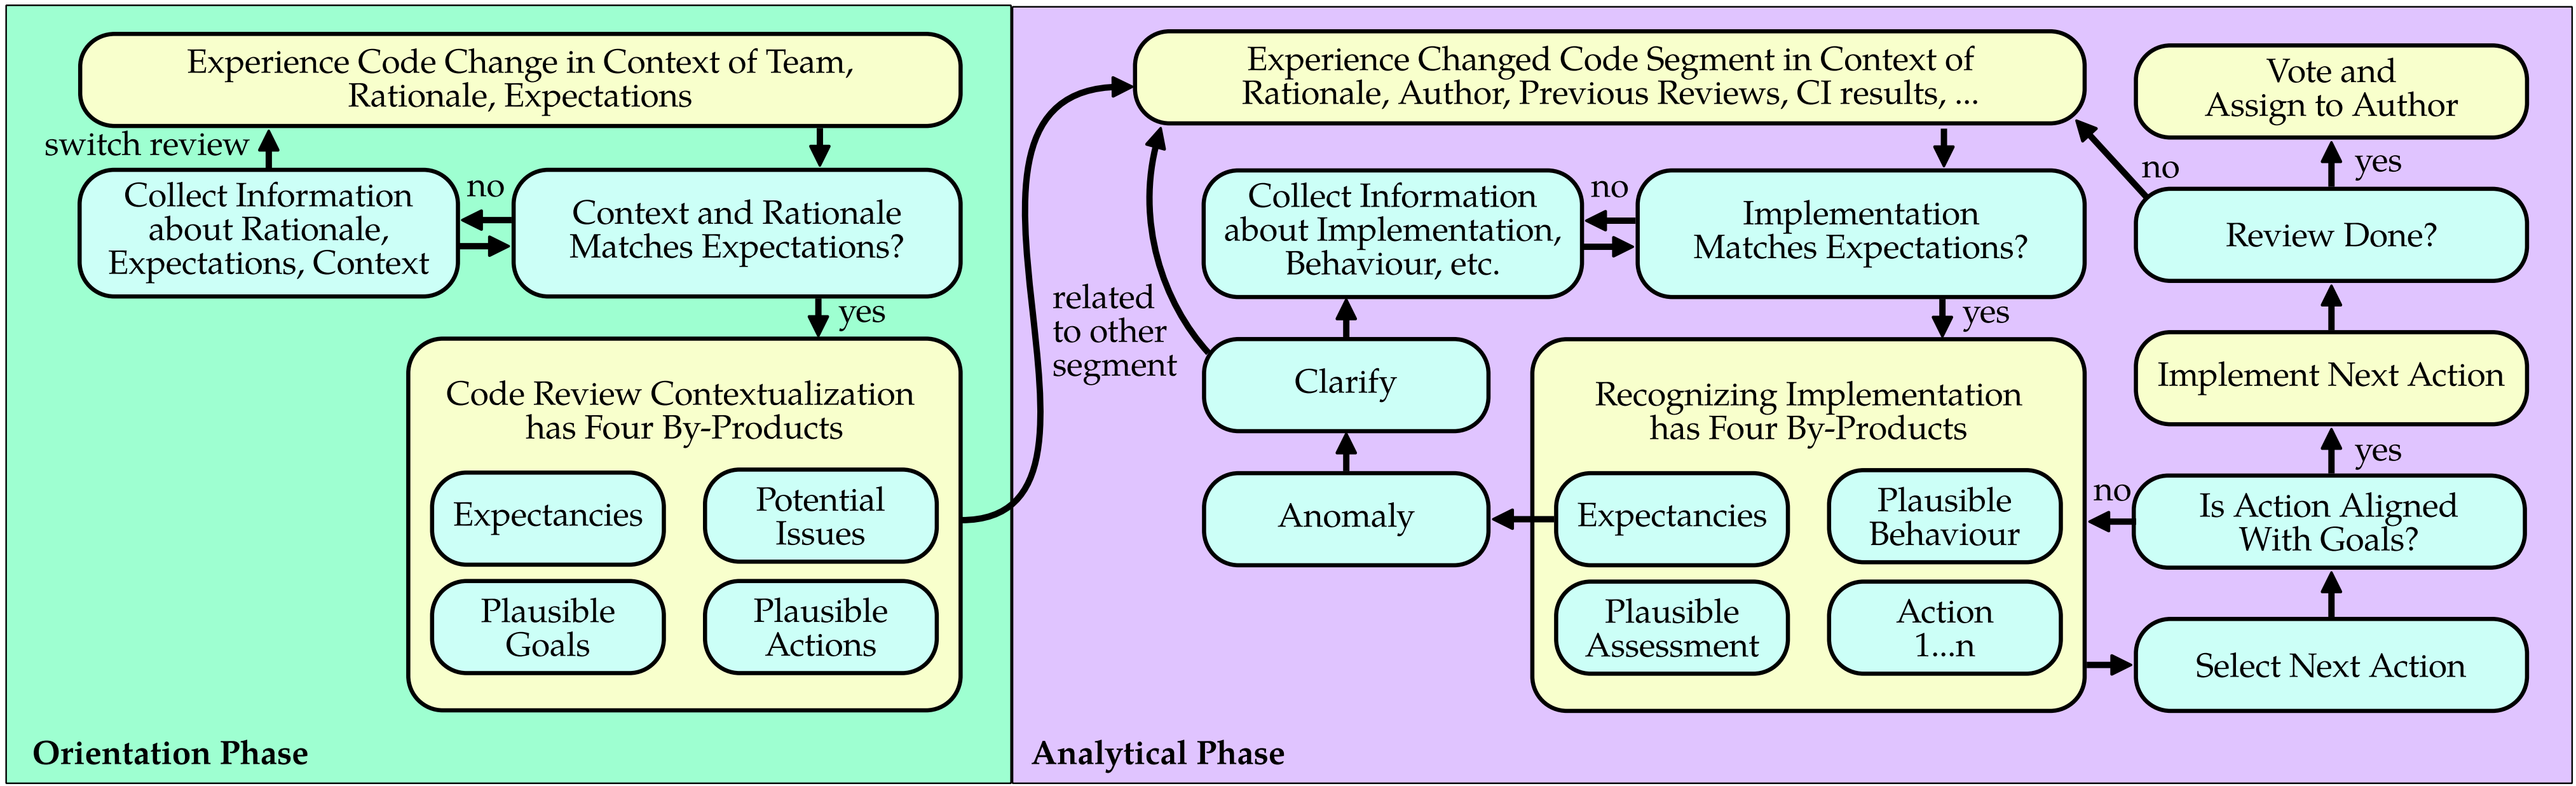 Experience Code Change in Context of Team,
Rationale, Expectations
switch review
Collect Information
about Rationale,
Expectations, Context
no
Context and Rationale
Matches Expectations?
yes
Code Review Contextualization
has Four By-Products
Expectancies
Potential
Issues
Plausible
Goals
Plausible
Actions
Orientation Phase
Experience Changed Code Segment in Context of
Rationale, Author, Previous Reviews, CI results, ...
Collect Information
about Implementation,
Behaviour, etc.
no
Implementation
Matches Expectations?
yes
related
to other
segment
Clarify
Anomaly
Recognizing Implementation
has Four By-Products
Expectancies
Plausible
Behaviour
Plausible
Assessment
Action
1...n
Vote and
Assign to Author
yes
no
Review Done?
Implement Next Action
yes
no
Is Action Aligned
With Goals?
Select Next Action
Analytical Phase